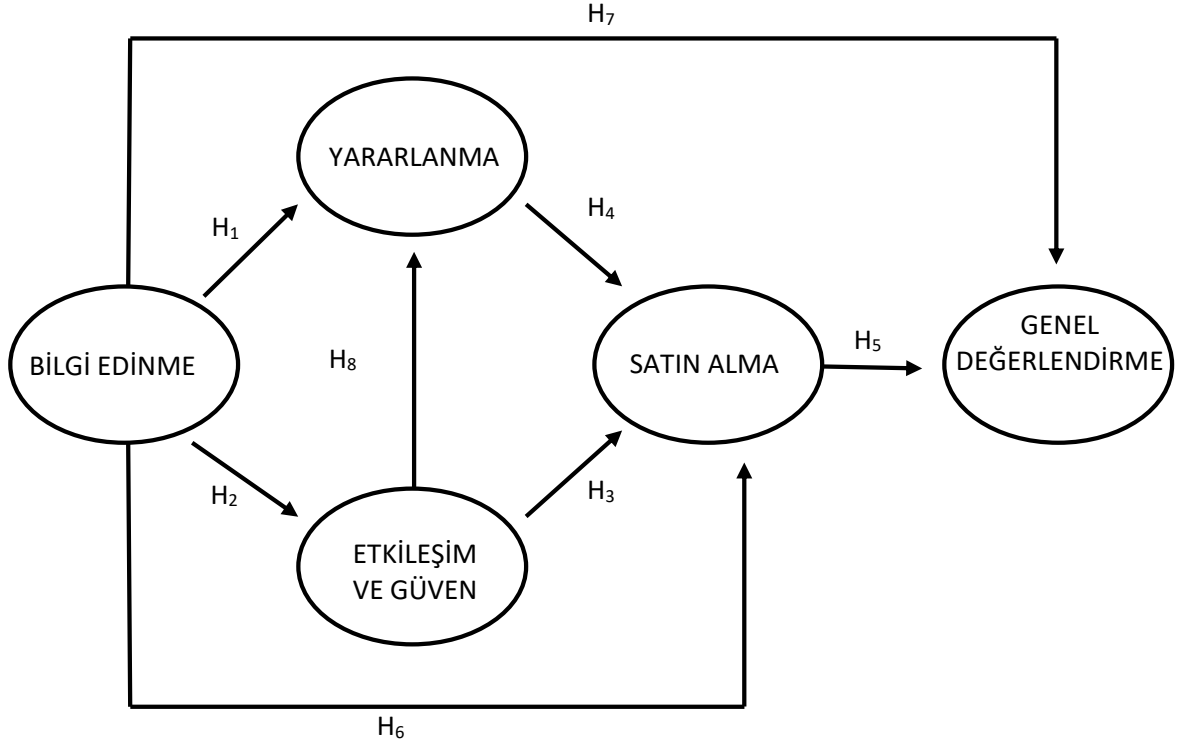 H₇
YARARLANMA
H₁
H₄
BİLGİ EDİNME
H₈
SATIN ALMA
H₅
GENEL
DEĞERLENDİRME
H₂
H₃
ETKİLEŞİM
VE GÜVEN
H₆